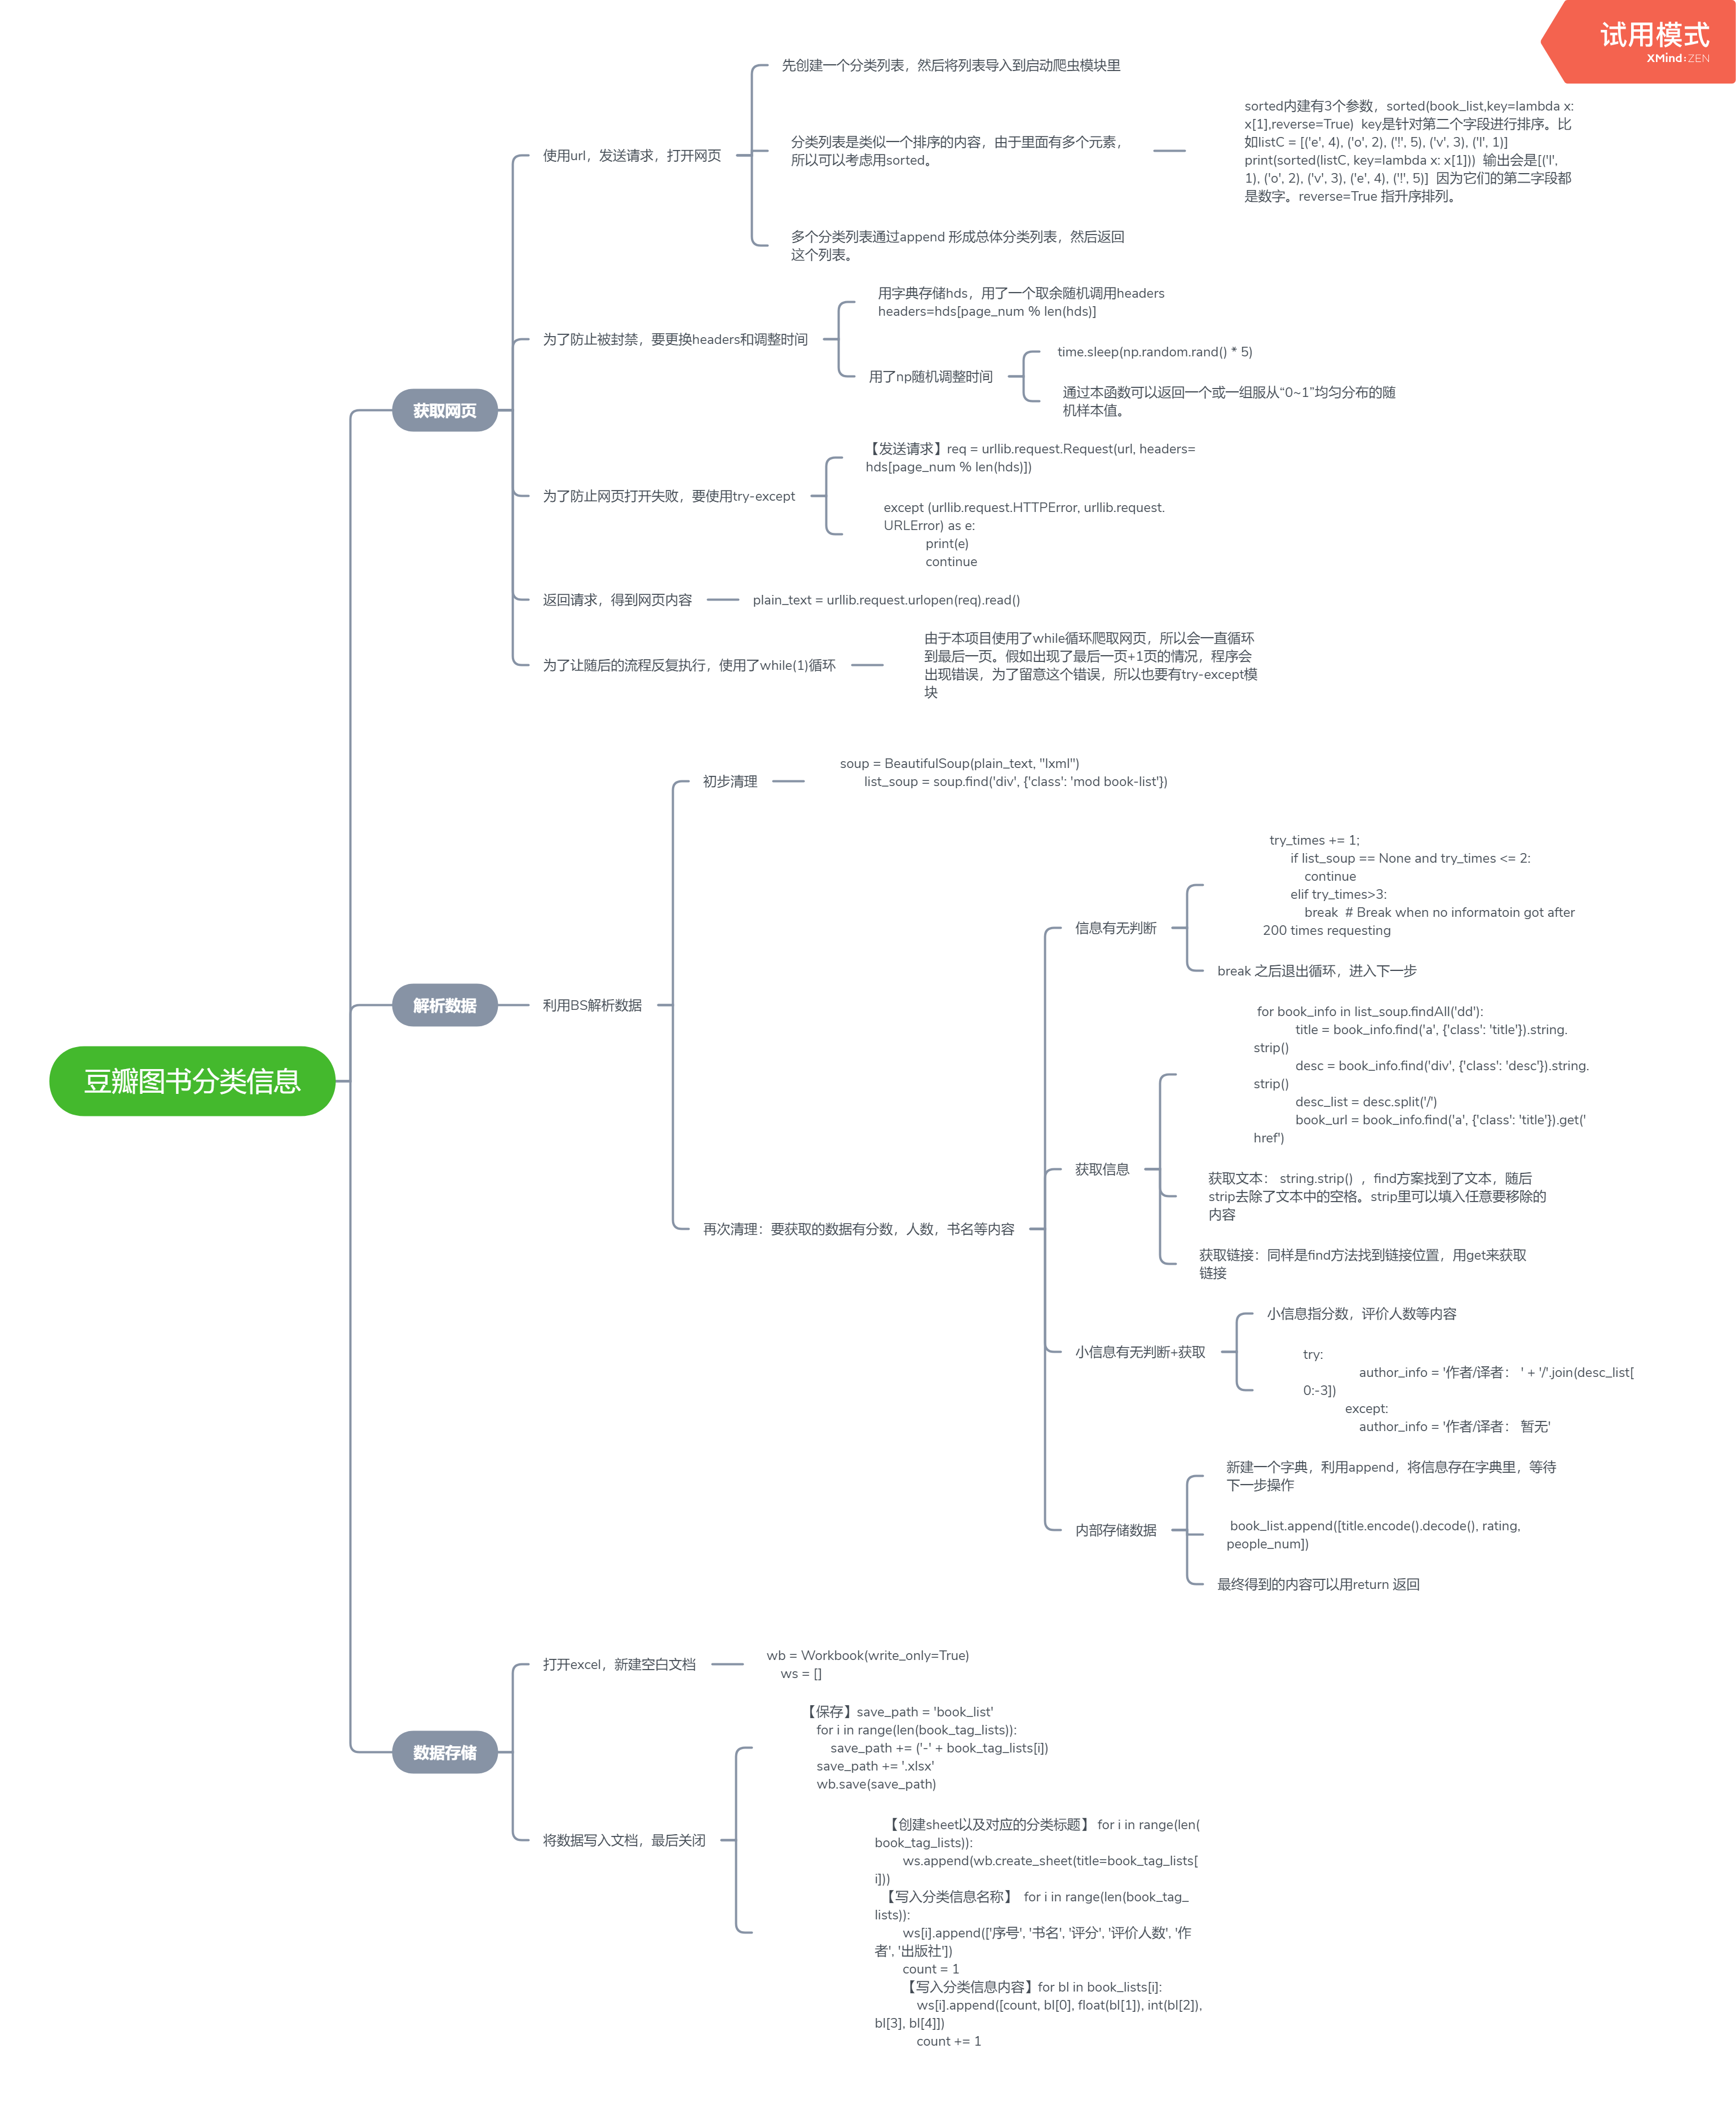 试用模式
XMind:ZEN
豆瓣图书分类信息
获取网页
使用url，发送请求，打开网页
先创建一个分类列表，然后将列表导入到启动爬虫模块里
分类列表是类似一个排序的内容，由于里面有多个元素，
所以可以考虑用sorted。
sorted内建有3个参数，sorted(book_list,key=lambda x:
x[1],reverse=True)  key是针对第二个字段进行排序。比
如listC = [('e', 4), ('o', 2), ('!', 5), ('v', 3), ('l', 1)]
print(sorted(listC, key=lambda x: x[1]))  输出会是[('l',
1), ('o', 2), ('v', 3), ('e', 4), ('!', 5)]  因为它们的第二字段都
是数字。reverse=True 指升序排列。
多个分类列表通过append 形成总体分类列表，然后返回
这个列表。
为了防止被封禁，要更换headers和调整时间
用字典存储hds，用了一个取余随机调用headers
headers=hds[page_num % len(hds)]
用了np随机调整时间
time.sleep(np.random.rand() * 5)
通过本函数可以返回一个或一组服从“0~1”均匀分布的随
机样本值。
为了防止网页打开失败，要使用try-except
【发送请求】req = urllib.request.Request(url, headers=
hds[page_num % len(hds)])
except (urllib.request.HTTPError, urllib.request.
URLError) as e:
print(e)
continue
返回请求，得到网页内容
plain_text = urllib.request.urlopen(req).read()
为了让随后的流程反复执行，使用了while(1)循环
由于本项目使用了while循环爬取网页，所以会一直循环
到最后一页。假如出现了最后一页+1页的情况，程序会
出现错误，为了留意这个错误，所以也要有try-except模
块
解析数据
利用BS解析数据
初步清理
soup = BeautifulSoup(plain_text, "lxml")
list_soup = soup.find('div', {'class': 'mod book-list'})
再次清理：要获取的数据有分数，人数，书名等内容
信息有无判断
try_times += 1;
if list_soup == None and try_times <= 2:
continue
elif try_times>3:
break  # Break when no informatoin got after
200 times requesting
break 之后退出循环，进入下一步
获取信息
for book_info in list_soup.findAll('dd'):
title = book_info.find('a', {'class': 'title'}).string.
strip()
desc = book_info.find('div', {'class': 'desc'}).string.
strip()
desc_list = desc.split('/')
book_url = book_info.find('a', {'class': 'title'}).get('
href')
获取文本： string.strip() ，find方案找到了文本，随后
strip去除了文本中的空格。strip里可以填入任意要移除的
内容
获取链接：同样是find方法找到链接位置，用get来获取
链接
小信息有无判断+获取
小信息指分数，评价人数等内容
try:
author_info = '作者/译者： ' + '/'.join(desc_list[
0:-3])
except:
author_info = '作者/译者： 暂无'
内部存储数据
新建一个字典，利用append，将信息存在字典里，等待
下一步操作
book_list.append([title.encode().decode(), rating,
people_num])
最终得到的内容可以用return 返回
数据存储
打开excel，新建空白文档
wb = Workbook(write_only=True)
ws = []
将数据写入文档，最后关闭
【保存】save_path = 'book_list'
for i in range(len(book_tag_lists)):
save_path += ('-' + book_tag_lists[i])
save_path += '.xlsx'
wb.save(save_path)
【创建sheet以及对应的分类标题】 for i in range(len(
book_tag_lists)):
ws.append(wb.create_sheet(title=book_tag_lists[
i]))
【写入分类信息名称】  for i in range(len(book_tag_
lists)):
ws[i].append(['序号', '书名', '评分', '评价人数', '作
者', '出版社'])
count = 1
【写入分类信息内容】for bl in book_lists[i]:
ws[i].append([count, bl[0], float(bl[1]), int(bl[2]),
bl[3], bl[4]])
count += 1